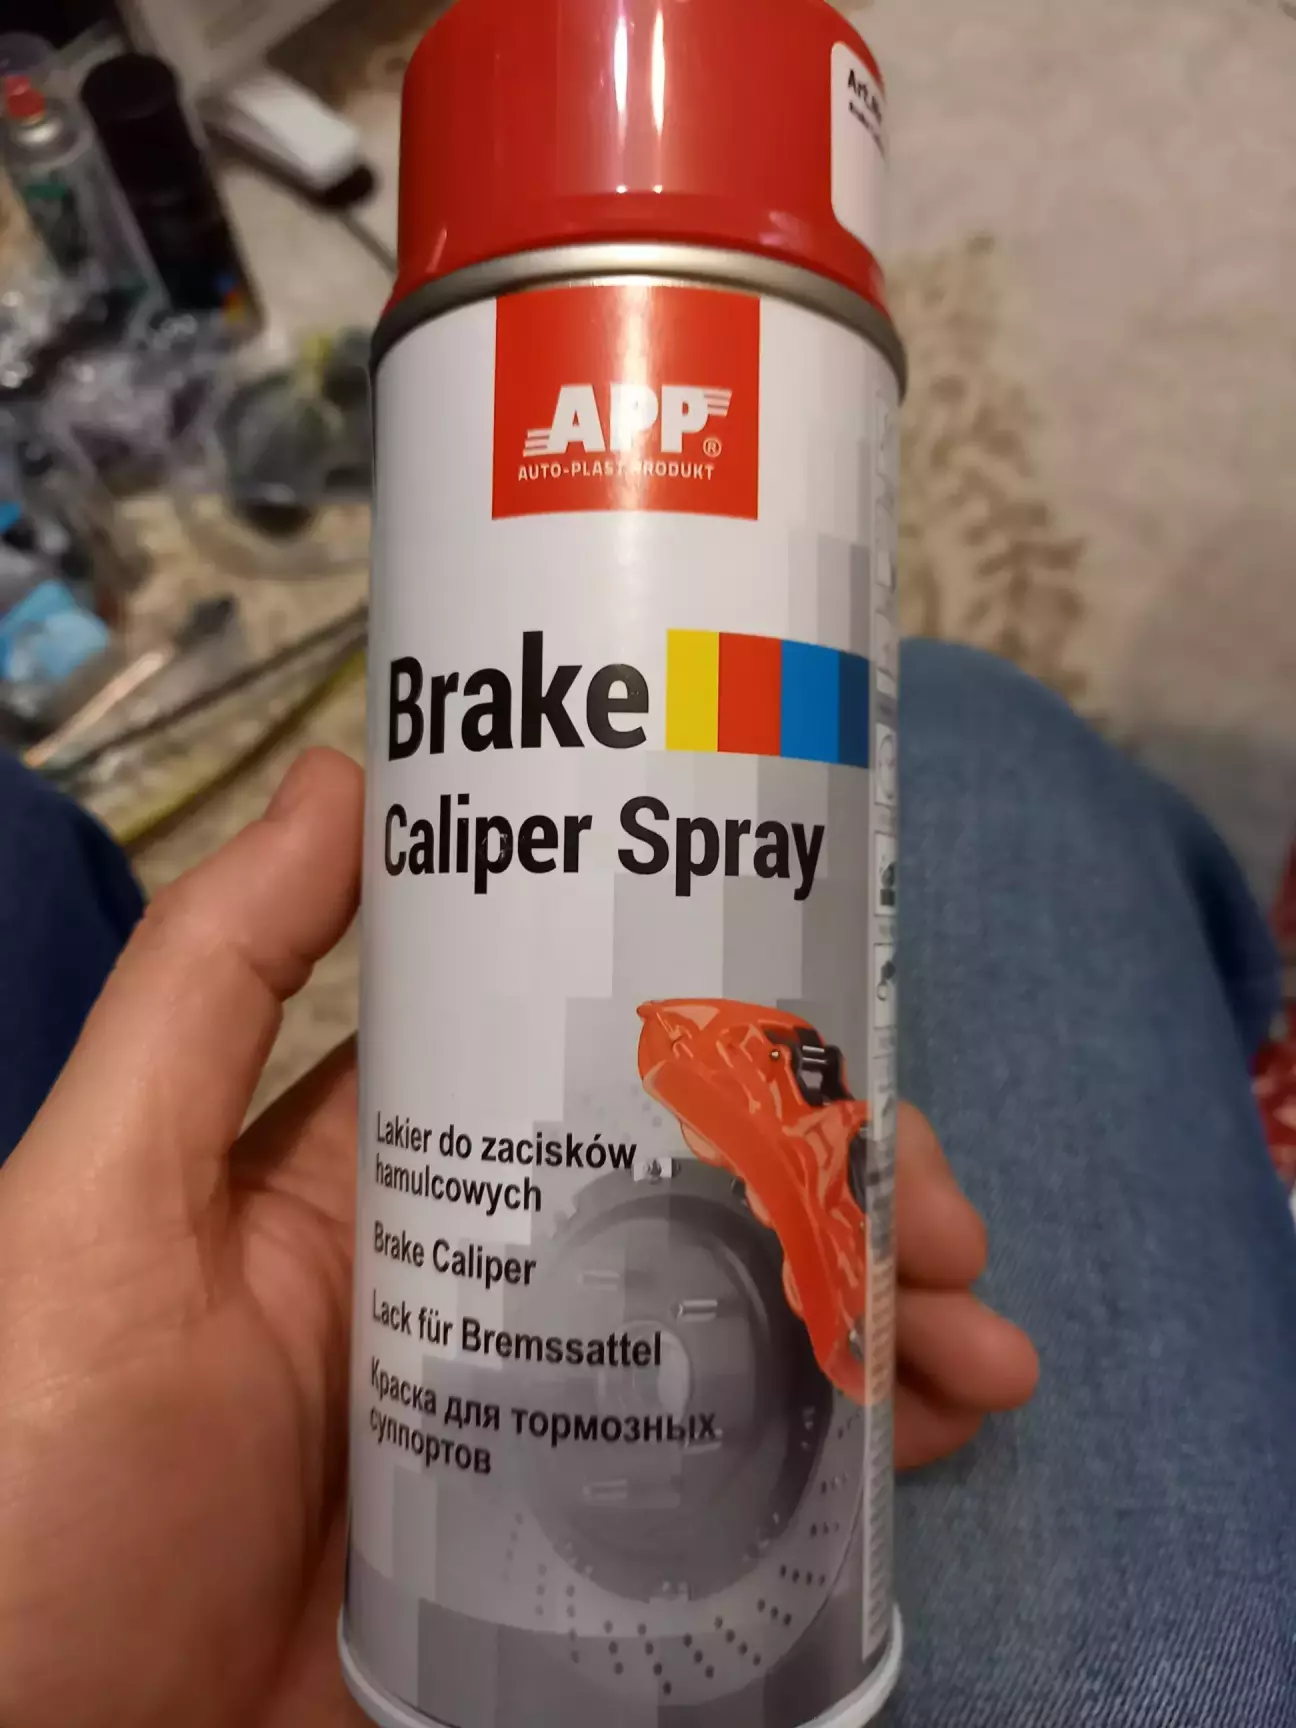 Art.
APP®
AUTO-PLAST PRODUKT
Brake
Caliper Spray
Lakier do zacisków
hamulcowych
Brake Caliper
Lack für Bremssattel
Краска для тормозных
суппортов